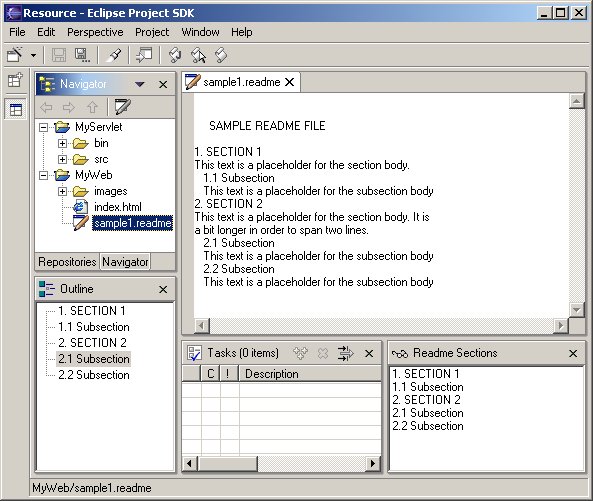 Resource - Eclipse Project SDK
File Edit Perspective Project Window Help
Navigator
MyServlet
bin
src
MyWeb
images
index.html
sample1.readme
Repositories Navigator
Outline
1. SECTION 1
1.1 Subsection
2. SECTION 2
2.1 Subsection
2.2 Subsection
sample1.readme
SAMPLE README FILE
1. SECTION 1
This text is a placeholder for the section body.
1.1 Subsection
This text is a placeholder for the subsection body
2. SECTION 2
This text is a placeholder for the section body. It is
a bit longer in order to span two lines.
2.1 Subsection
This text is a placeholder for the subsection body
2.2 Subsection
This text is a placeholder for the subsection body
Tasks (0 items)
C ! Description
Readme Sections
1. SECTION 1
1.1 Subsection
2. SECTION 2
2.1 Subsection
2.2 Subsection
MyWeb/sample1.readme